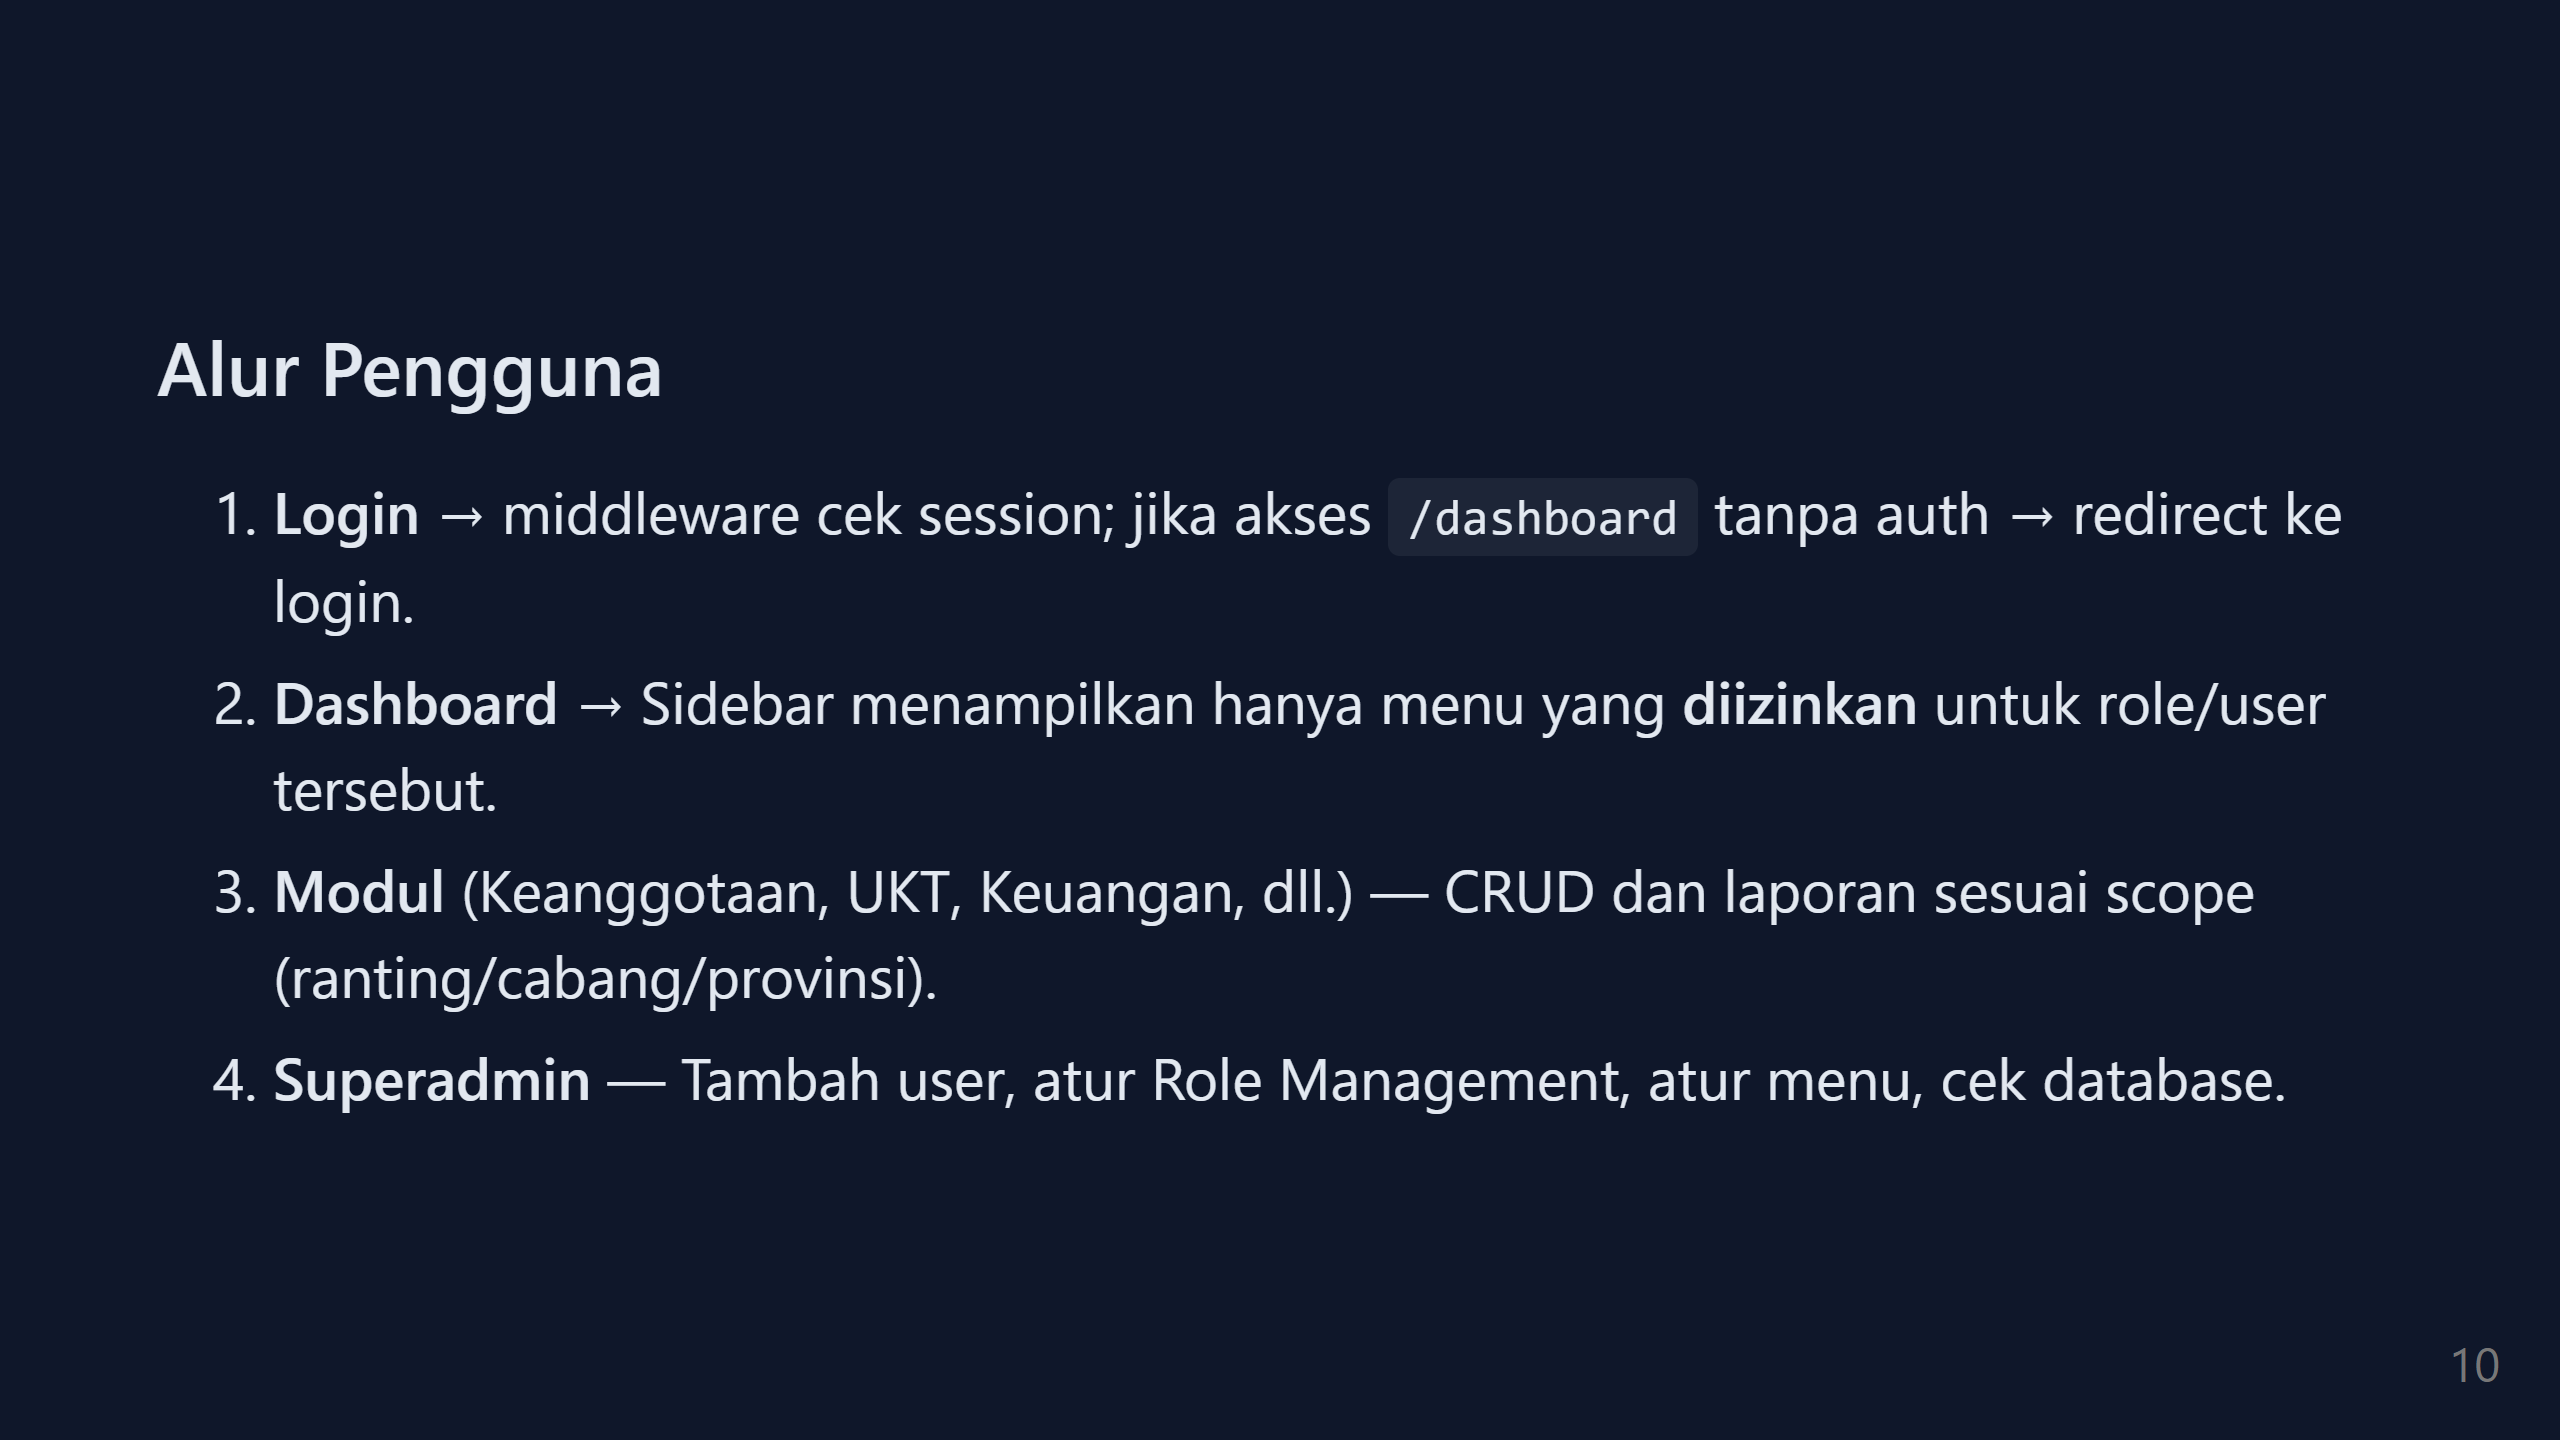 Alur Pengguna
1. Login → middleware cek session; jika akses /dashboard tanpa auth → redirect ke
login.
2. Dashboard → Sidebar menampilkan hanya menu yang diizinkan untuk role/user
tersebut.
3. Modul (Keanggotaan, UKT, Keuangan, dll.) — CRUD dan laporan sesuai scope
(ranting/cabang/provinsi).
4. Superadmin — Tambah user, atur Role Management, atur menu, cek database.
10